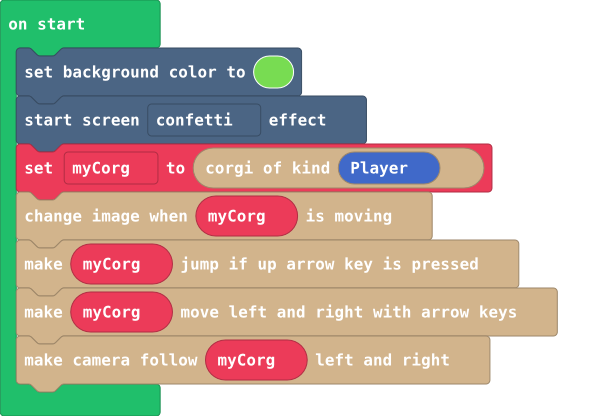 on start
set background color to
start screen confetti effect
set myCorg to corgi of kind Player
change image when myCorg is moving
make myCorg jump if up arrow key is pressed
make myCorg move left and right with arrow keys
make camera follow myCorg left and right